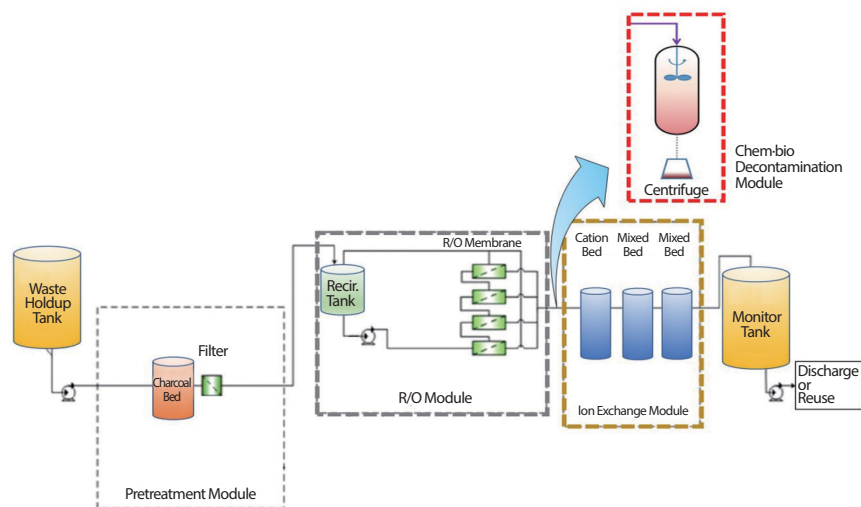 Chem·bio
Decontamination
Module
Centrifuge
R/O Membrane
Cation
Bed
Mixed
Bed
Mixed
Bed
Waste
Holdup
Tank
Recir.
Tank
Monitor
Tank
Filter
Charcoal
Bed
Discharge
or
Reuse
R/O Module
Ion Exchange Module
Pretreatment Module